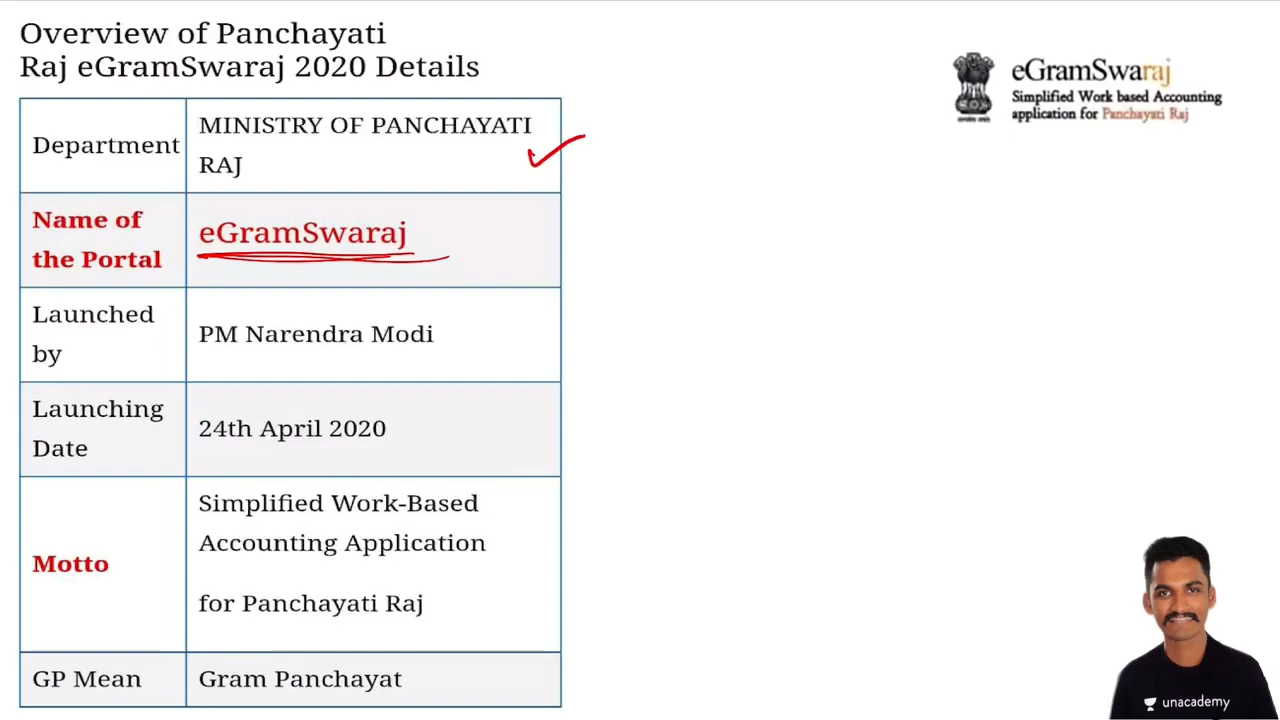 Overview of Panchayati
Raj eGramSwaraj 2020 Details
eGramSwaraj
Simplified Work based Accounting
application for Panchayati Raj
Department
MINISTRY OF PANCHAYATI
RAJ
Name of
the Portal
eGramSwaraj
Launched
by
PM Narendra Modi
Launching
Date
24th April 2020
Motto
Simplified Work-Based
Accounting Application
for Panchayati Raj
GP Mean
Gram Panchayat
unacademy